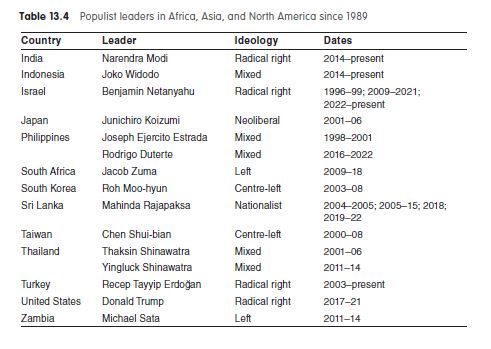 Table 13.4 Populist leaders in Africa, Asia, and North America since 1989
Country Leader Ideology Dates
India Narendra Modi Radical right 2014–present
Indonesia Joko Widodo Mixed 2014–present
Israel Benjamin Netanyahu Radical right 1996–99; 2009–2021;
2022–present
Japan Junichiro Koizumi Neoliberal 2001–06
Philippines Joseph Ejercito Estrada Mixed 1998–2001
Rodrigo Duterte Mixed 2016–2022
South Africa Jacob Zuma Left 2009–18
South Korea Roh Moo-hyun Centre-left 2003–08
Sri Lanka Mahinda Rajapaksa Nationalist 2004–2005; 2005–15; 2018;
2019–22
Taiwan Chen Shui-bian Centre-left 2000–08
Thailand Thaksin Shinawatra Mixed 2001–06
Yingluck Shinawatra Mixed 2011–14
Turkey Recep Tayyip Erdoğan Radical right 2003–present
United States Donald Trump Radical right 2017–21
Zambia Michael Sata Left 2011–14